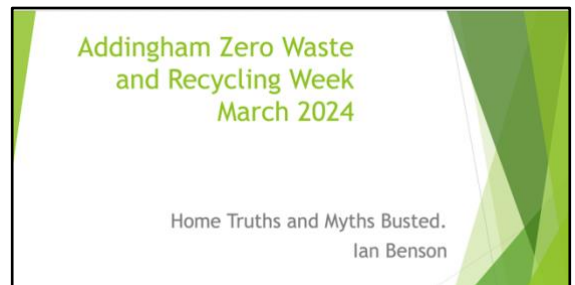 Addingham Zero Waste
and Recycling Week
March 2024
Home Truths and Myths Busted.
Ian Benson